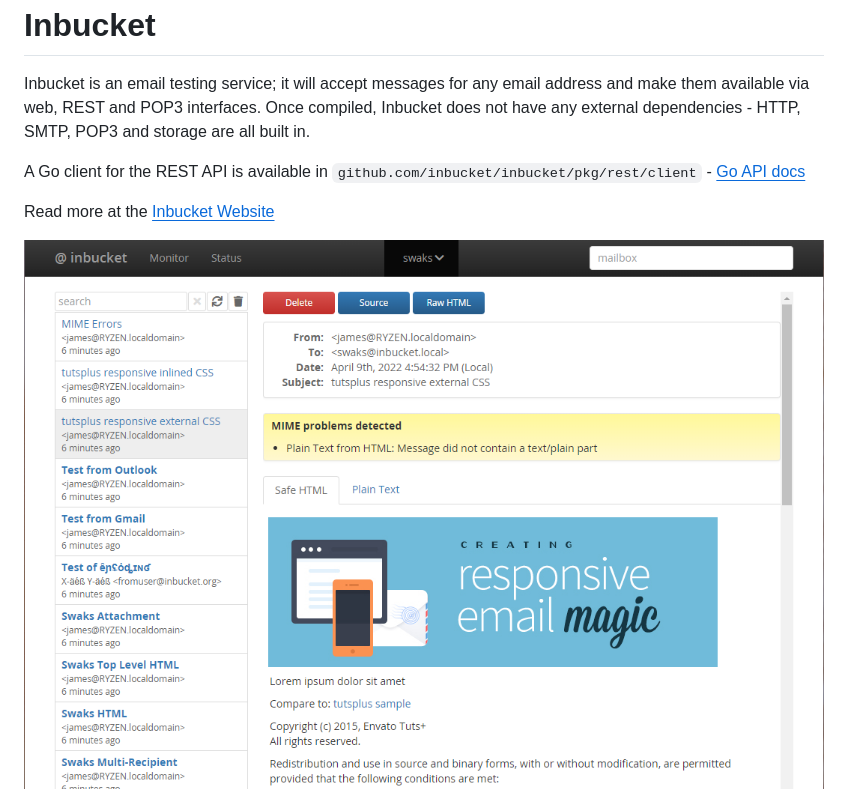 Inbucket
Inbucket is an email testing service; it will accept messages for any email address and make them available via
web, REST and POP3 interfaces. Once compiled, Inbucket does not have any external dependencies - HTTP,
SMTP, POP3 and storage are all built in.
A Go client for the REST API is available in github.com/inbucket/inbucket/pkg/rest/client - Go API docs
Read more at the Inbucket Website
@ inbucket Monitor Status swaks mailbox
search
MIME Errors
<james@RYZEN.localdomain>
6 minutes ago
tutsplus responsive inlined CSS
<james@RYZEN.localdomain>
6 minutes ago
tutsplus responsive external CSS
<james@RYZEN.localdomain>
6 minutes ago
Test from Outlook
<james@RYZEN.localdomain>
6 minutes ago
Test from Gmail
<james@RYZEN.localdomain>
6 minutes ago
Test of
X-äéß Y-äéß <fromuser@inbucket.org>
6 minutes ago
Swaks Attachment
<james@RYZEN.localdomain>
6 minutes ago
Swaks Top Level HTML
<james@RYZEN.localdomain>
6 minutes ago
Swaks HTML
<james@RYZEN.localdomain>
6 minutes ago
Swaks Multi-Recipient
<james@RYZEN.localdomain>
6 minutes ago
Delete Source Raw HTML
From: <james@RYZEN.localdomain>
To: <swaks@inbucket.local>
Date: April 9th, 2022 4:54:32 PM (Local)
Subject: tutsplus responsive external CSS
MIME problems detected
• Plain Text from HTML: Message did not contain a text/plain part
Safe HTML Plain Text
CREATING
responsive
email magic
Lorem ipsum dolor sit amet
Compare to: tutsplus sample
Copyright (c) 2015, Envato Tuts+
All rights reserved.
Redistribution and use in source and binary forms, with or without modification, are permitted
provided that the following conditions are met: